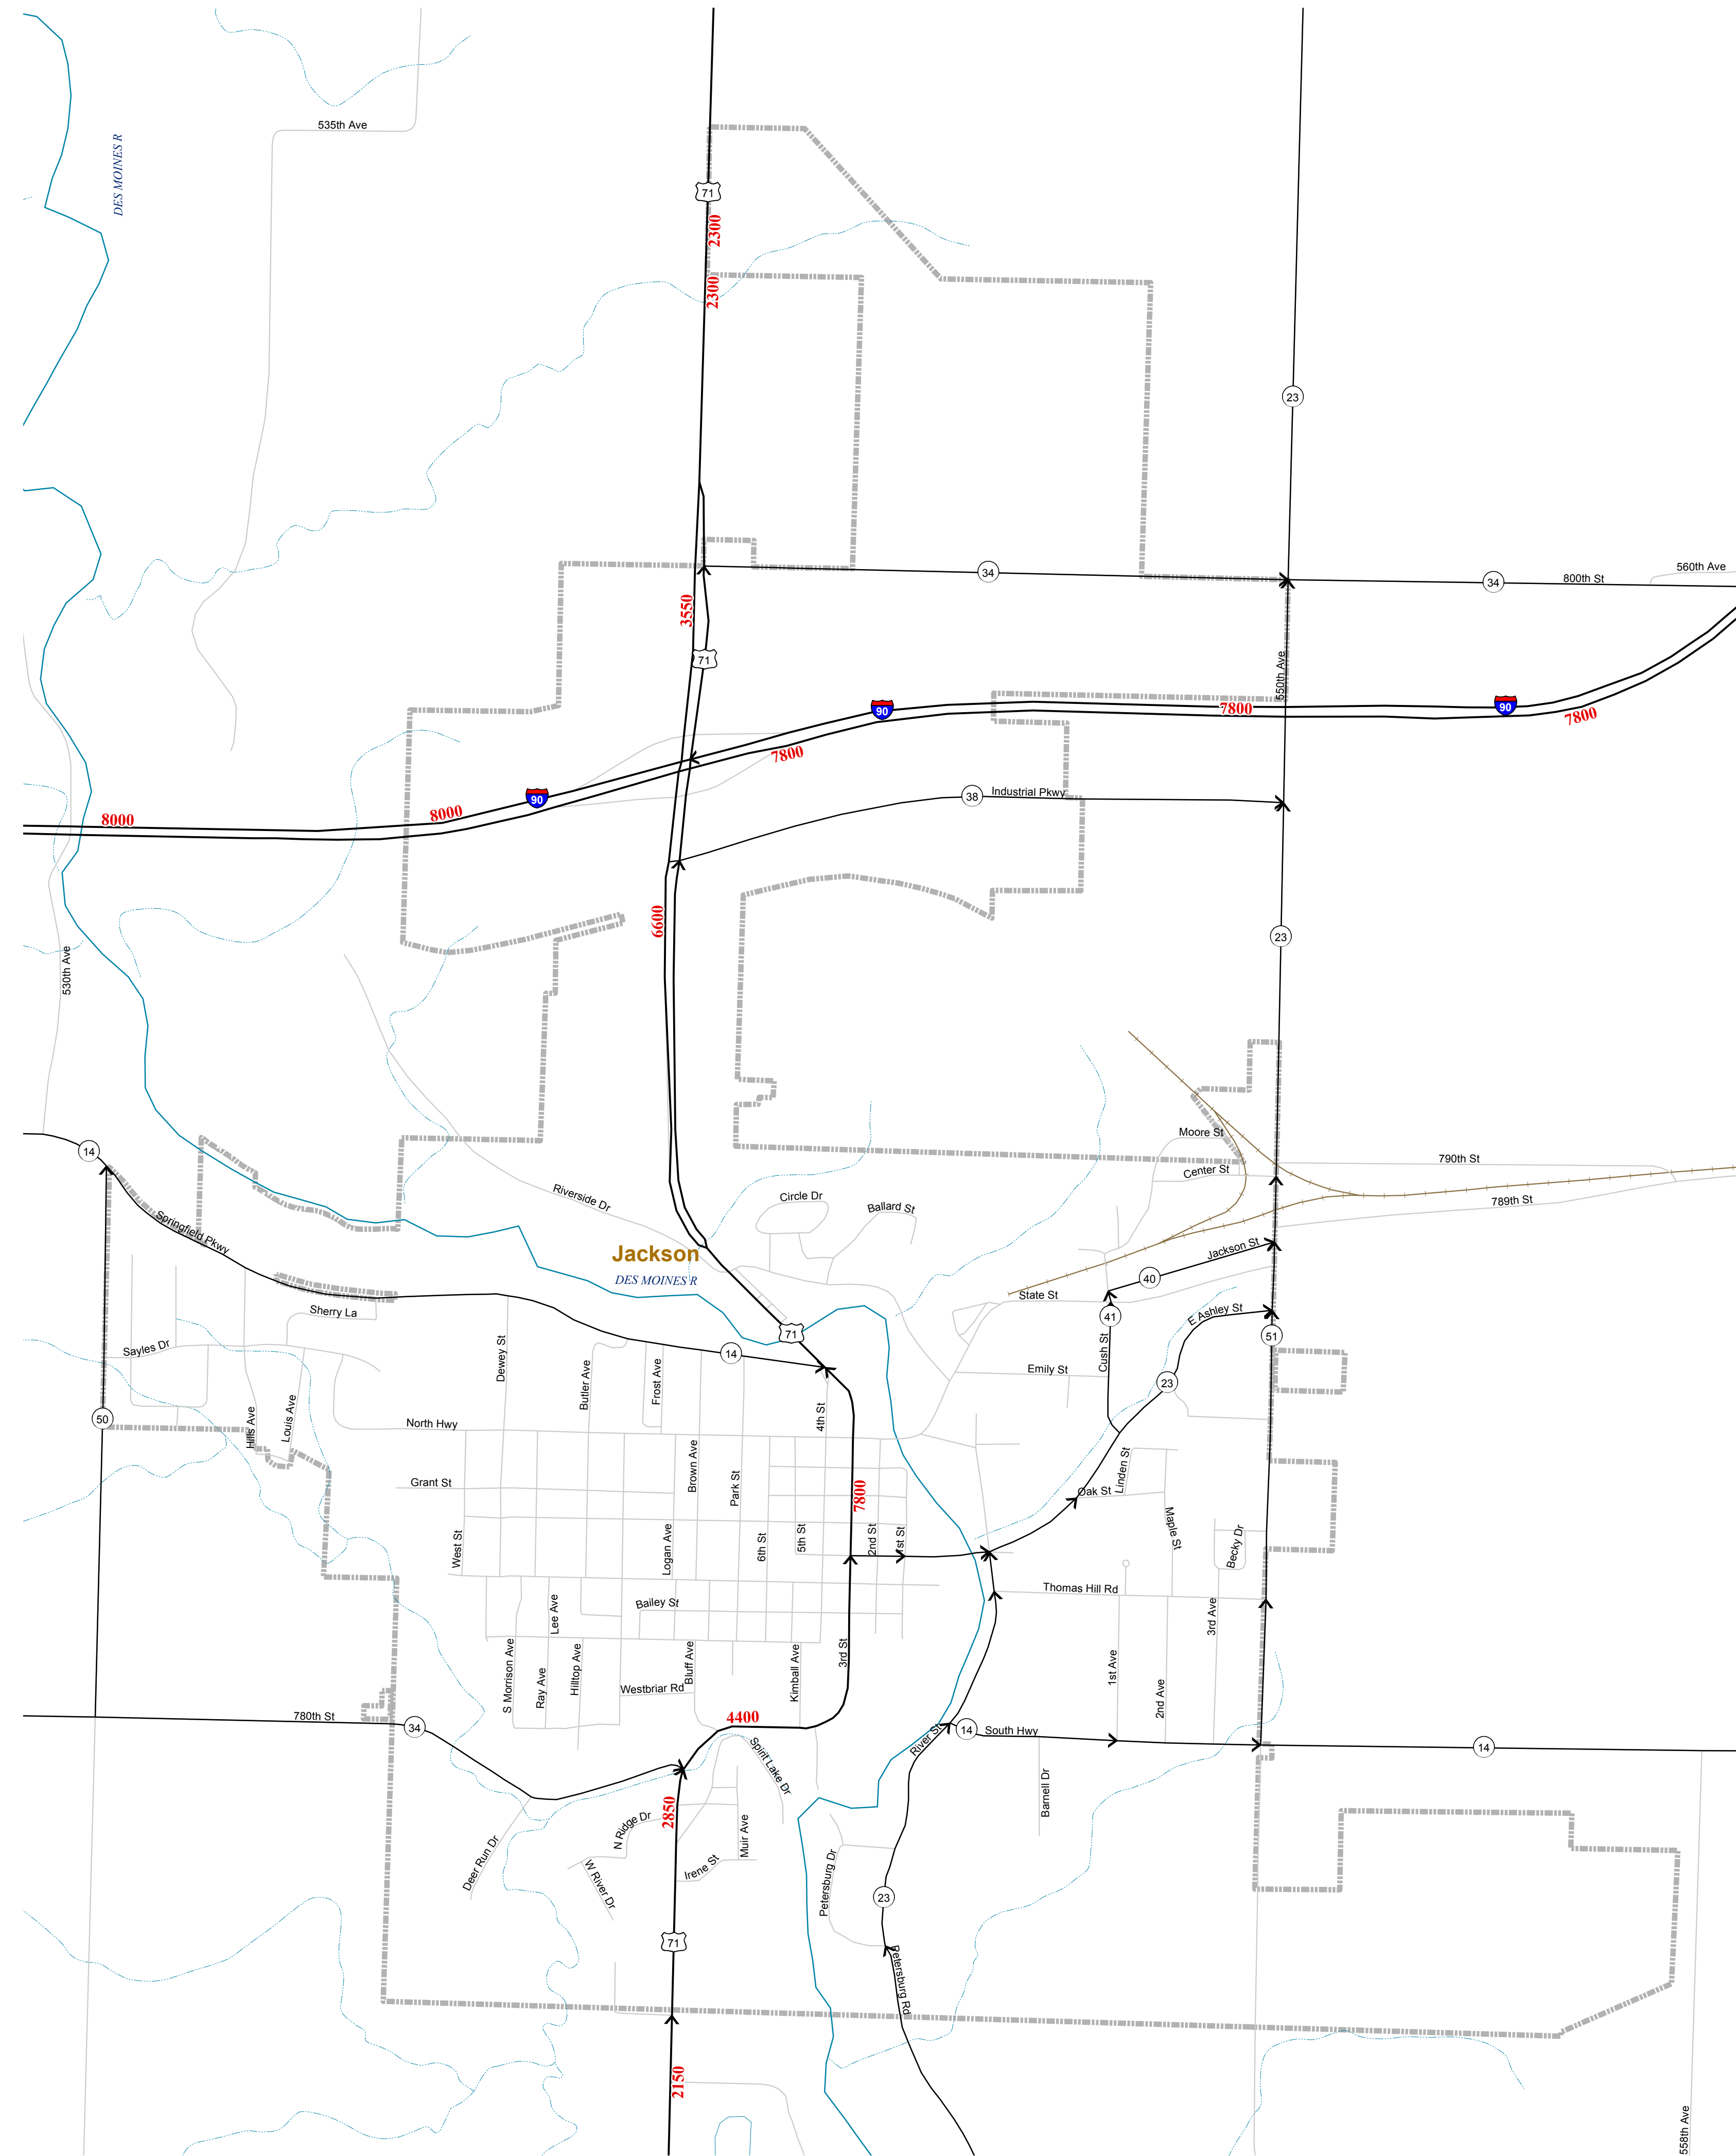 535th Ave
DES MOINES R
71
2300
2300
23
34
34
800th St
560th Ave
3550
71
550th Ave
90
7800
90
7800
7800
90
8000
8000
38
Industrial Pkwy
6600
23
530th Ave
14
Moore St
Center St
790th St
789th St
Riverside Dr
Circle Dr
Ballard St
Springfield Pkwy
Jackson
DES MOINES R
Jackson St
40
State St
Sherry La
41
E Ashley St
71
51
Sayles Dr
Dewey St
14
Cush St
Emily St
Butler Ave
Frost Ave
23
50
Hills Ave
Louis Ave
North Hwy
4th St
Brown Ave
Park St
Grant St
7800
Linden St
Oak St
Maple St
Becky Dr
West St
Logan Ave
6th St
5th St
2nd St
1st St
Thomas Hill Rd
Lee Ave
Bailey St
3rd Ave
S Morrison Ave
Ray Ave
Hilltop Ave
Bluff Ave
Kimball Ave
3rd St
Westbriar Rd
1st Ave
2nd Ave
780th St
34
4400
River St
14
South Hwy
14
Spirit Lake Dr
Barnell Dr
2850
N Ridge Dr
Muir Ave
Deer Run Dr
W River Dr
Irene St
Petersburg Dr
23
71
Petersburg Rd
2150
558th Ave